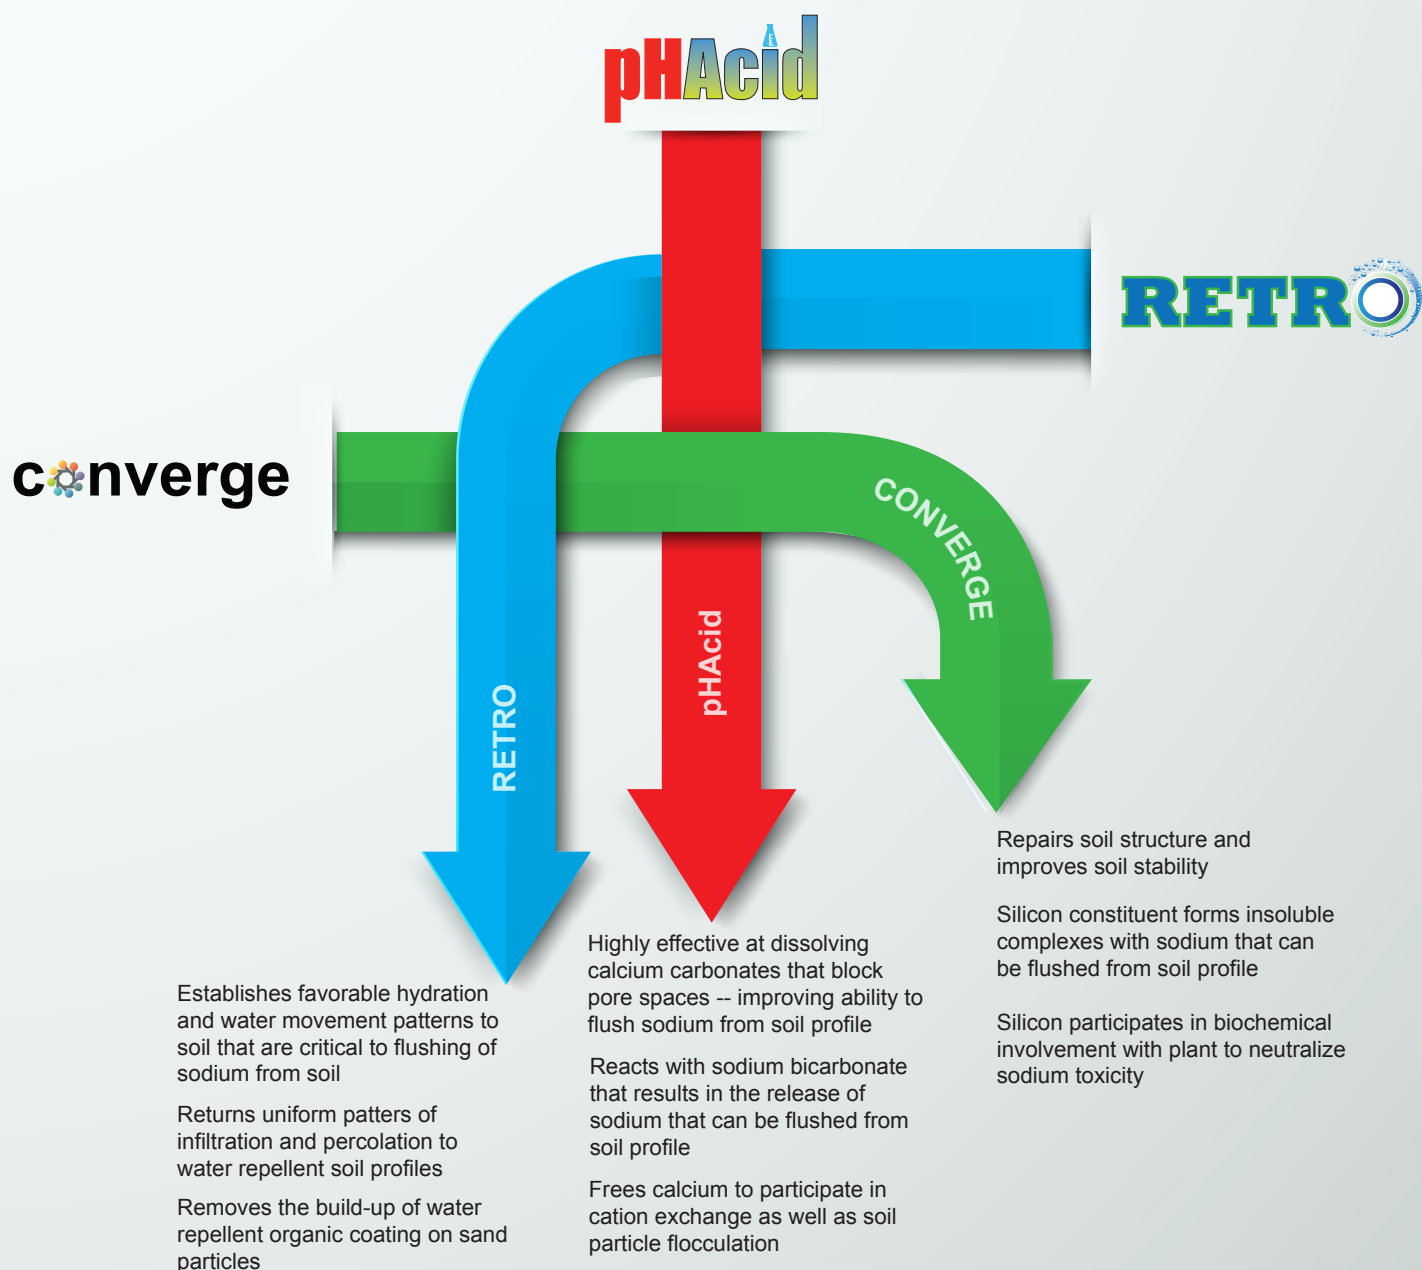 pHAcid
RETRO
converge
CONVERGE
pHAcid
RETRO
Establishes favorable hydration
and water movement patterns to
soil that are critical to flushing of
sodium from soil
Returns uniform patters of
infiltration and percolation to
water repellent soil profiles
Removes the build-up of water
repellent organic coating on sand
particles
Highly effective at dissolving
calcium carbonates that block
pore spaces -- improving ability to
flush sodium from soil profile
Reacts with sodium bicarbonate
that results in the release of
sodium that can be flushed from
soil profile
Frees calcium to participate in
cation exchange as well as soil
particle flocculation
Repairs soil structure and
improves soil stability
Silicon constituent forms insoluble
complexes with sodium that can
be flushed from soil profile
Silicon participates in biochemical
involvement with plant to neutralize
sodium toxicity